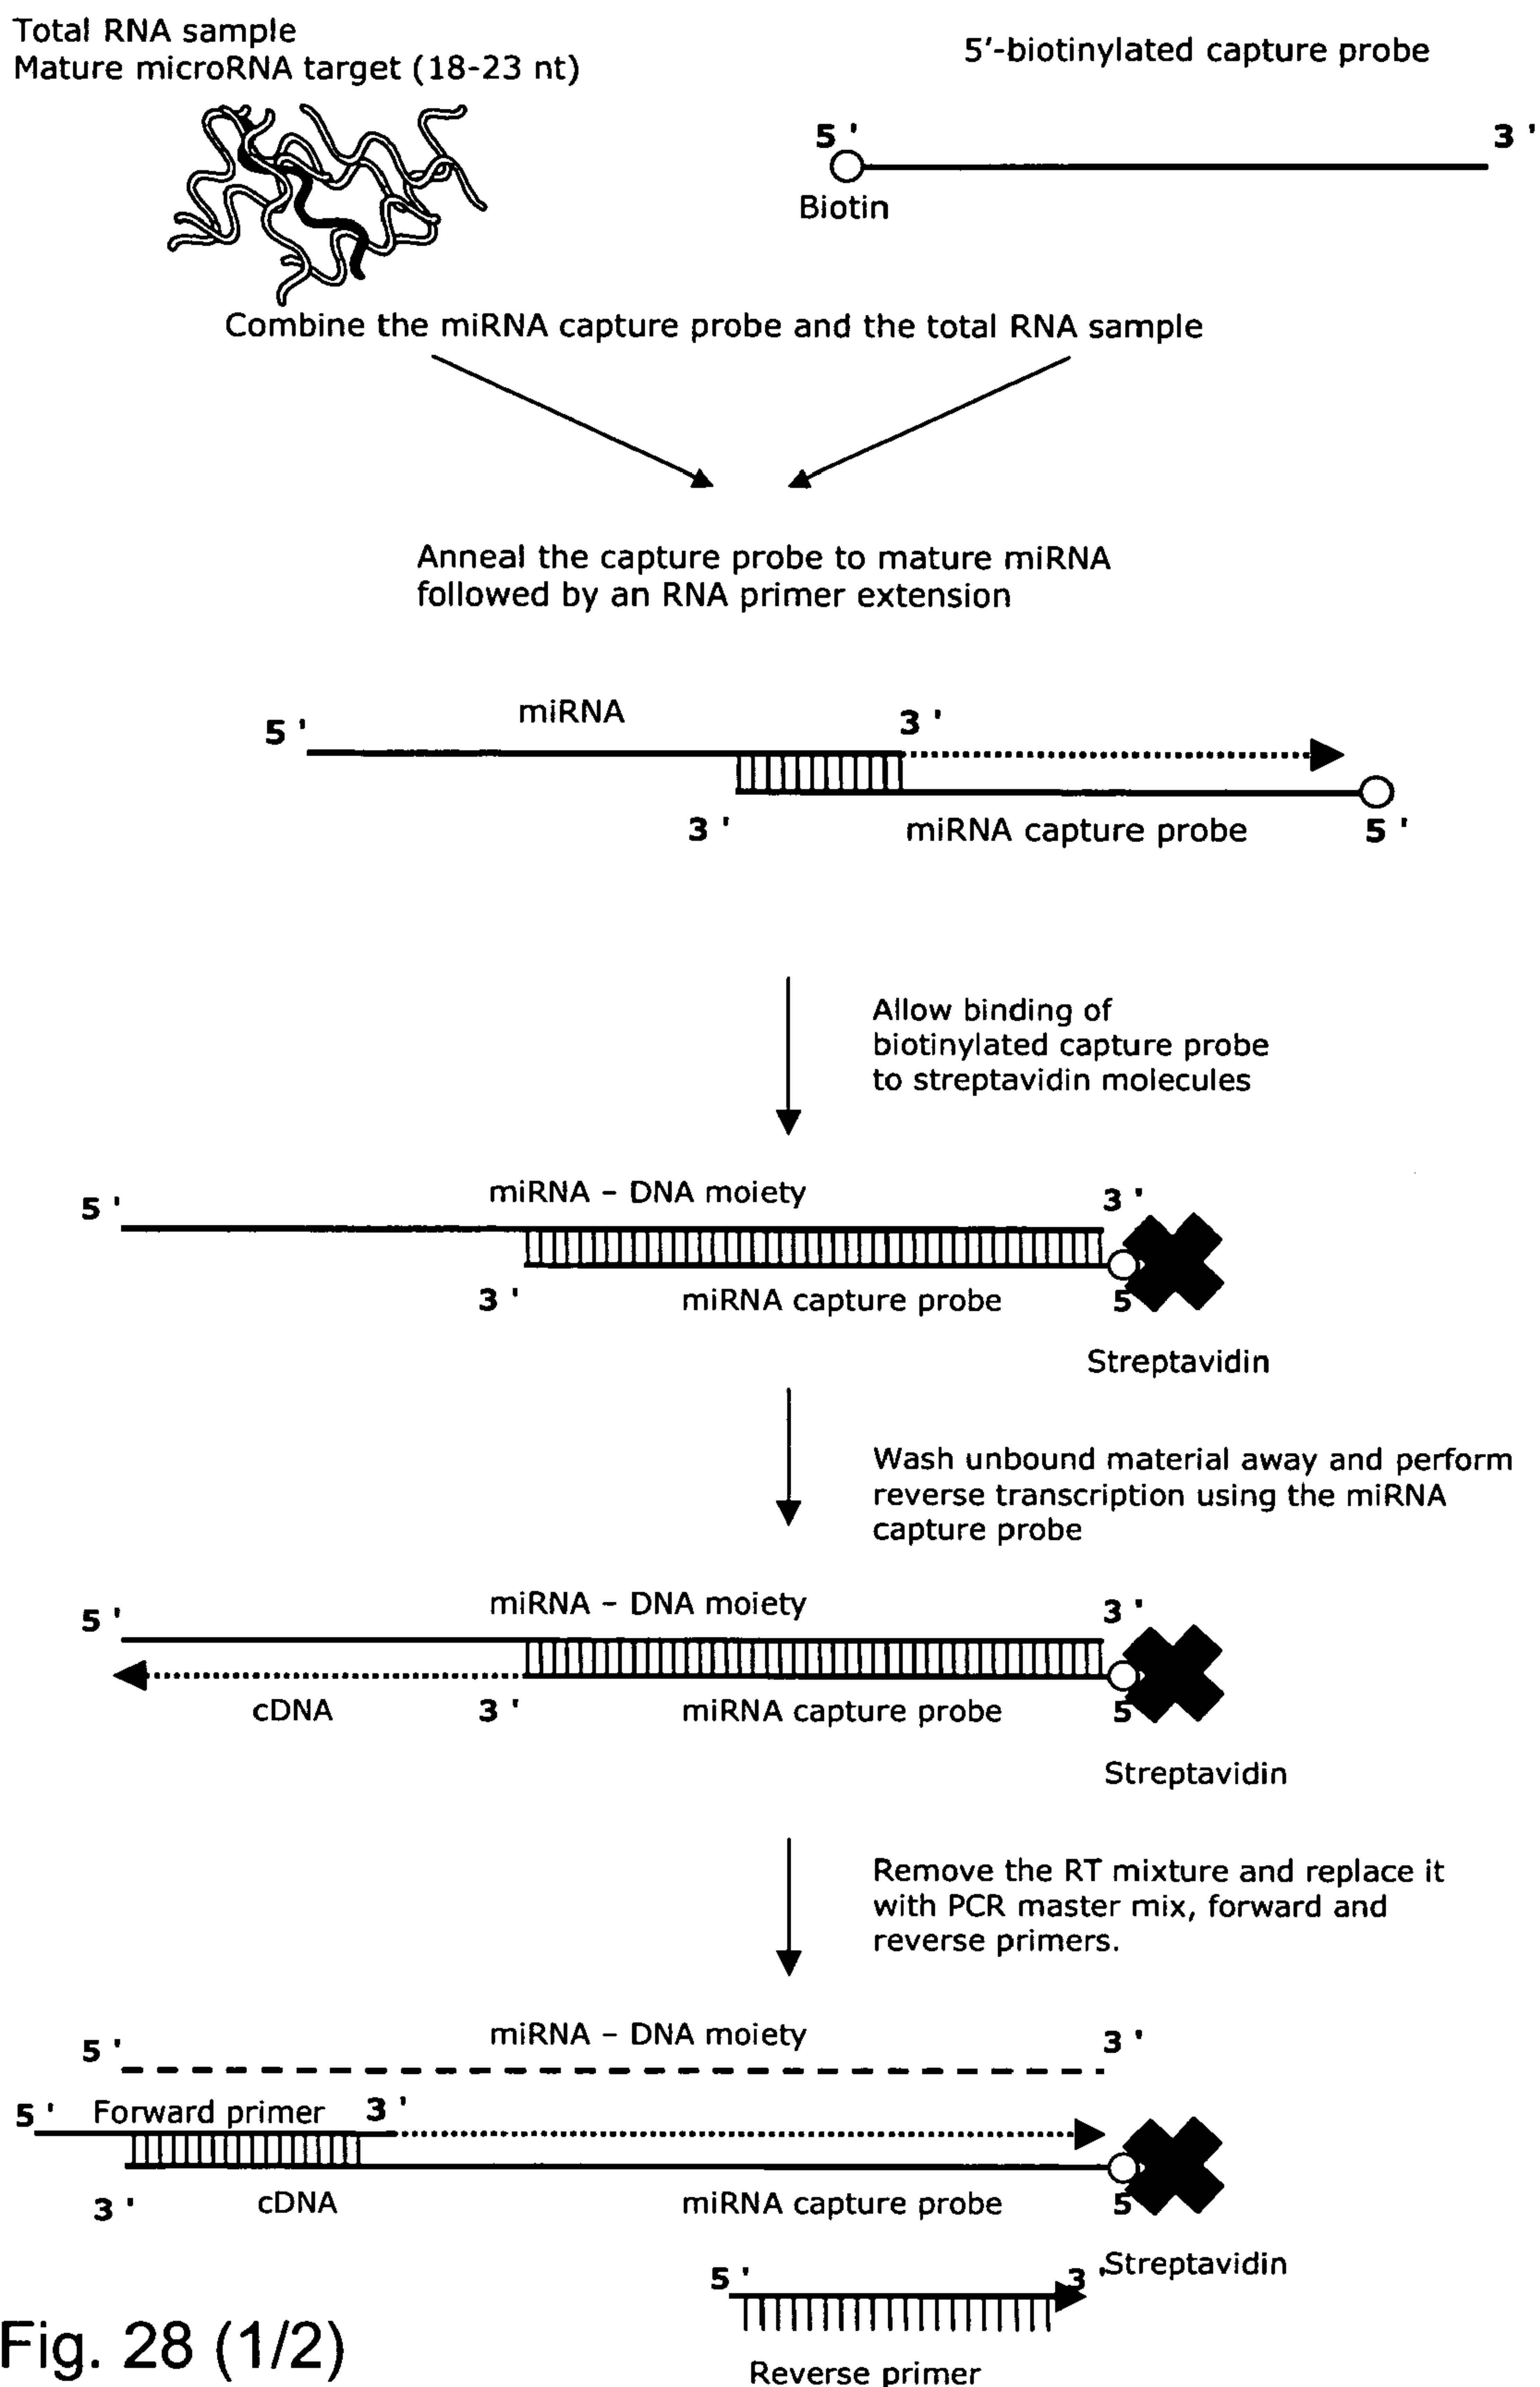 Total RNA sample
Mature microRNA target (18-23 nt)
5'-biotinylated capture probe
5 '
3 '
Biotin
Combine the miRNA capture probe and the total RNA sample
Anneal the capture probe to mature miRNA
followed by an RNA primer extension
miRNA
5 '
3 '
3 '
miRNA capture probe
5 '
Allow binding of
biotinylated capture probe
to streptavidin molecules
miRNA – DNA moiety
5 '
3 '
3 '
miRNA capture probe
5
Streptavidin
Wash unbound material away and perform
reverse transcription using the miRNA
capture probe
miRNA – DNA moiety
5 '
3 '
cDNA
3 '
miRNA capture probe
5
Streptavidin
Remove the RT mixture and replace it
with PCR master mix, forward and
reverse primers.
miRNA – DNA moiety
5 '
3 '
5 '
Forward primer
3 '
3 '
cDNA
miRNA capture probe
5
Streptavidin
5 '
3 '
Reverse primer
Fig. 28 (1/2)